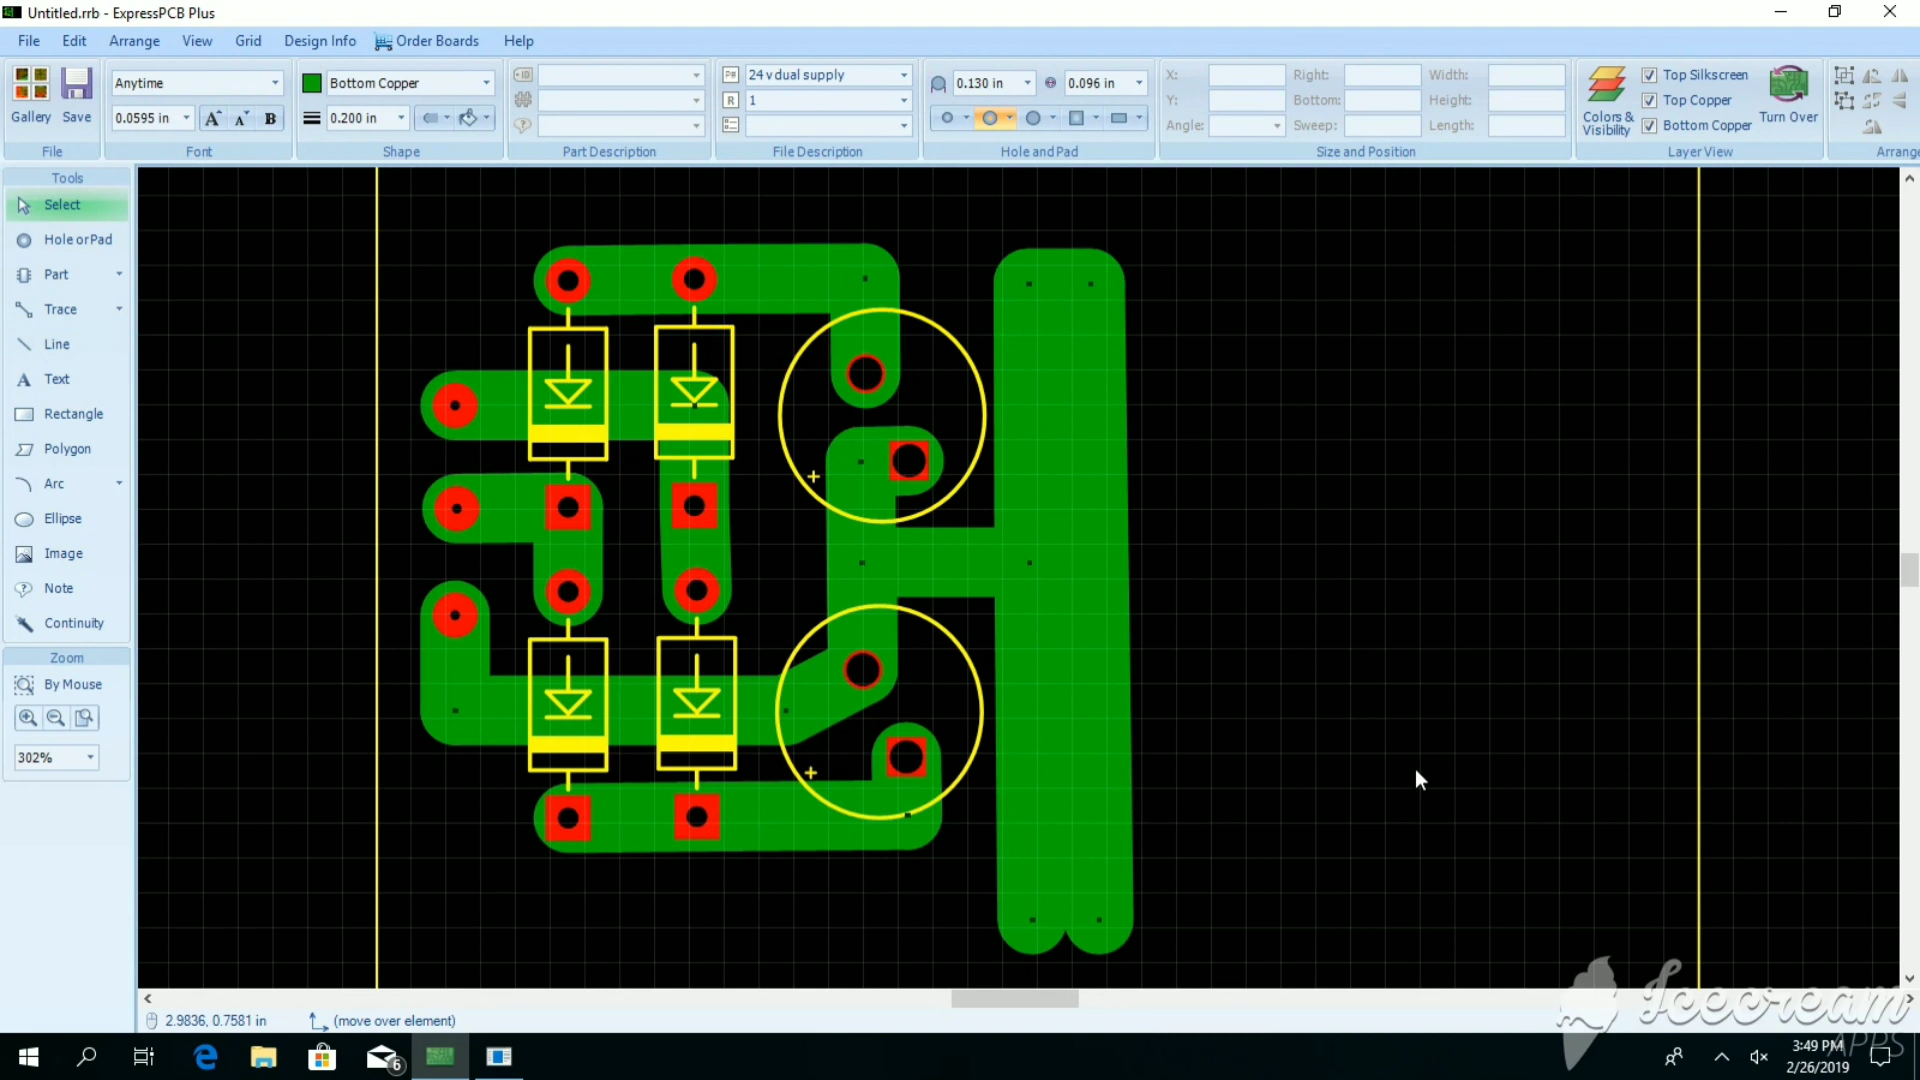 Untitled.rrb - ExpressPCB Plus
File Edit Arrange View Grid Design Info Order Boards Help
Gallery Save
File
Anytime
0.0595 in A A B
Font
Bottom Copper
0.200 in
Shape
Part Description
24 v dual supply
1
File Description
0.130 in 0.096 in
Hole and Pad
X: Right: Width:
Y: Bottom: Height:
Angle: Sweep: Length:
Size and Position
Colors & Visibility
Top Silkscreen
Top Copper
Bottom Copper
Turn Over
Layer View
Arrange
Tools
Select
Hole or Pad
Part
Trace
Line
Text
Rectangle
Polygon
Arc
Ellipse
Image
Note
Continuity
Zoom
By Mouse
302%
+
+
2.9836, 0.7581 in (move over element)
Icecream
APPS
6
3:49 PM
2/26/2019